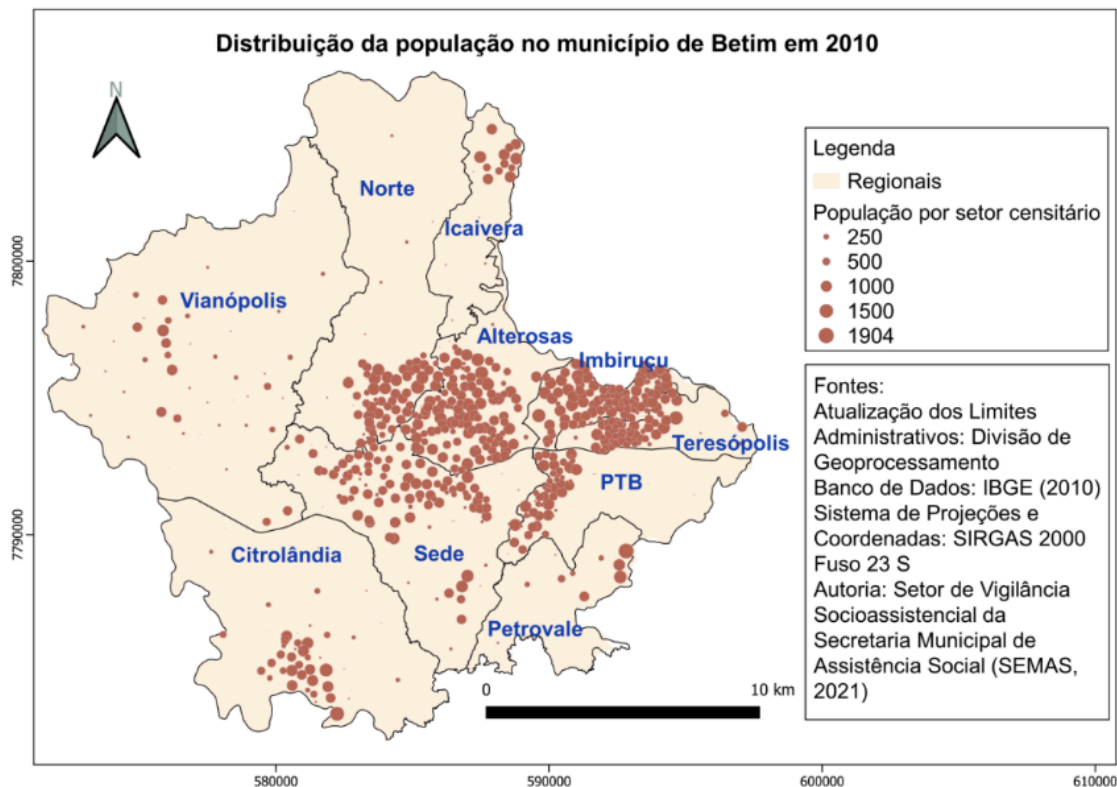 Distribuição da população no município de Betim em 2010
N
Norte
Icaivera
Vianópolis
Alterosas
Imbiruçu
Teresópolis
PTB
Citrolândia
Sede
Petrovale
0 10 km
7800000
7790000
580000 590000 600000 610000
Legenda
Regionais
População por setor censitário
250
500
1000
1500
1904
Fontes:
Atualização dos Limites
Administrativos: Divisão de
Geoprocessamento
Banco de Dados: IBGE (2010)
Sistema de Projeções e
Coordenadas: SIRGAS 2000
Fuso 23 S
Autoria: Setor de Vigilância
Socioassistencial da
Secretaria Municipal de
Assistência Social (SEMAS,
2021)